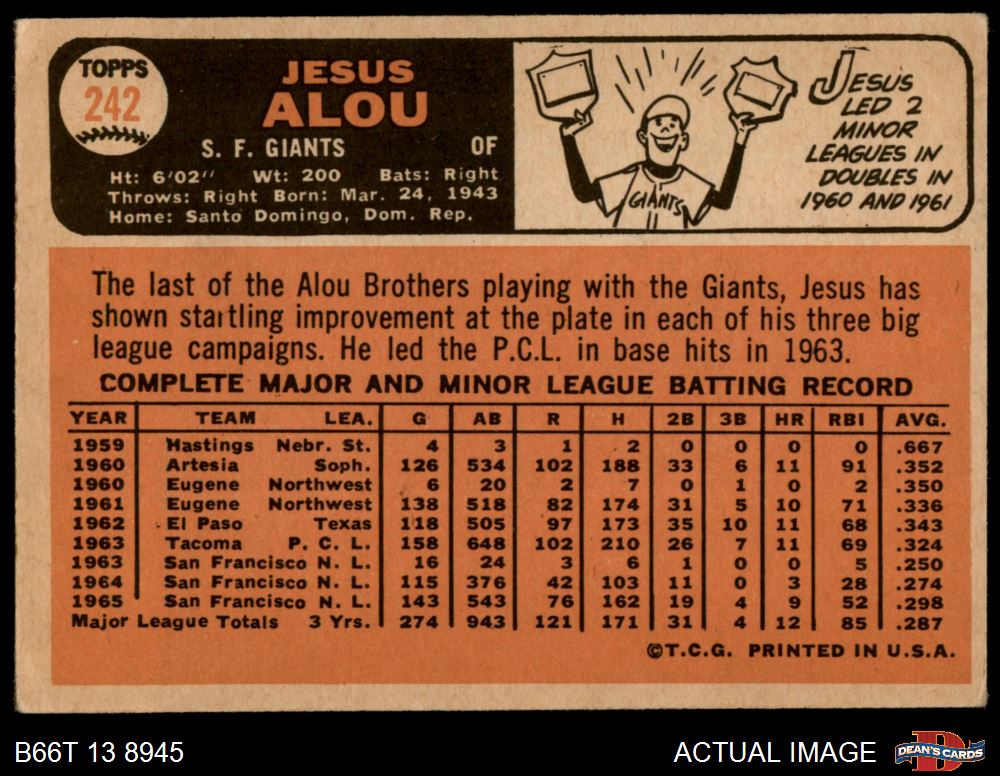 TOPPS
242
JESUS
ALOU
S. F. GIANTS OF
Ht: 6'02" Wt: 200 Bats: Right
Throws: Right Born: Mar. 24, 1943
Home: Santo Domingo, Dom. Rep.
GIANTS
JESUS
LED 2
MINOR
LEAGUES IN
DOUBLES IN
1960 AND 1961
The last of the Alou Brothers playing with the Giants, Jesus has
shown startling improvement at the plate in each of his three big
league campaigns. He led the P.C.L. in base hits in 1963.
COMPLETE MAJOR AND MINOR LEAGUE BATTING RECORD
YEAR TEAM LEA. G AB R H 2B 3B HR RBI AVG.
1959 Hastings Nebr. St. 4 3 1 2 0 0 0 0 .667
1960 Artesia Soph. 126 534 102 188 33 6 11 91 .352
1960 Eugene Northwest 6 20 2 7 0 1 0 2 .350
1961 Eugene Northwest 138 518 82 174 31 5 10 71 .336
1962 El Paso Texas 118 505 97 173 35 10 11 68 .343
1963 Tacoma P. C. L. 158 648 102 210 26 7 11 69 .324
1963 San Francisco N. L. 16 24 3 6 1 0 0 5 .250
1964 San Francisco N. L. 115 376 42 103 11 0 3 28 .274
1965 San Francisco N. L. 143 543 76 162 19 4 9 52 .298
Major League Totals 3 Yrs. 274 943 121 171 31 4 12 85 .287
©T.C.G. PRINTED IN U.S.A.
B66T 13 8945
ACTUAL IMAGE
DEAN'S CARDS